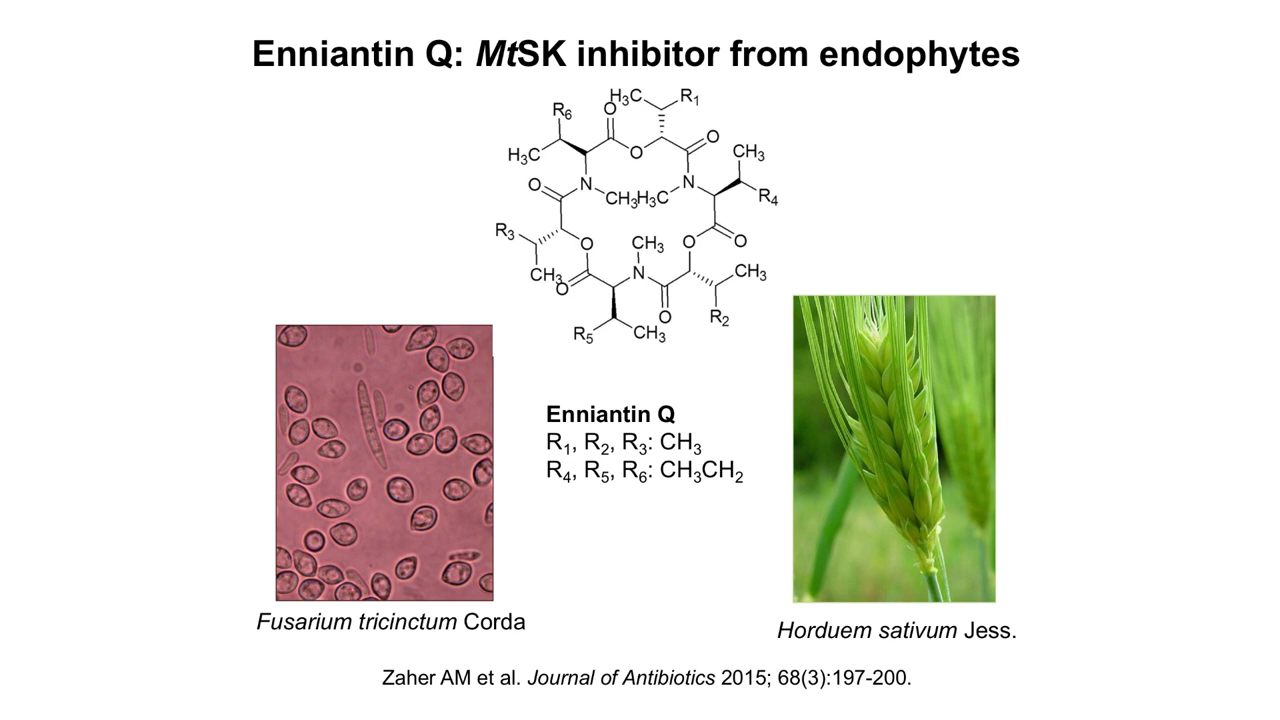 Enniantin Q: MtSK inhibitor from endophytes
H₃C
R₁
R₆
O
O
CH₃
H₃C
O
N
O
N
CH₃
H₃C
R₄
R₃
O
CH₃
O
O
CH₃
N
CH₃
O
O
R₂
R₅
CH₃
Enniantin Q
R₁, R₂, R₃: CH₃
R₄, R₅, R₆: CH₃CH₂
Fusarium tricinctum Corda
Horduem sativum Jess.
Zaher AM et al. Journal of Antibiotics 2015; 68(3):197-200.